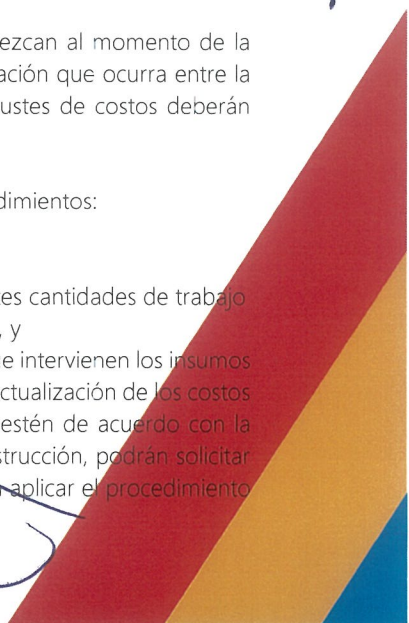 ezcan al momento de la
ación que ocurra entre la
ustes de costos deberán
dimientos:
tes cantidades de trabajo
, y
e intervienen los insumos
ctualización de los costos
estén de acuerdo con la
strucción, podrán solicitar
aplicar el procedimiento